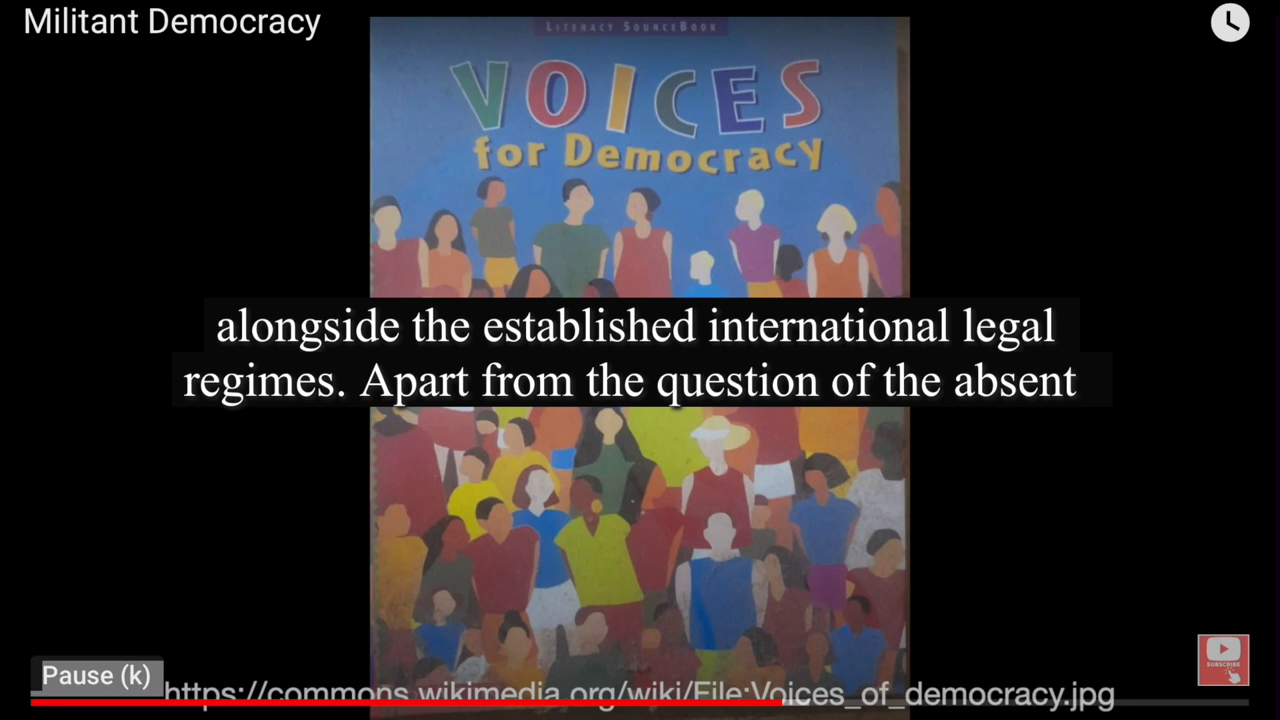 Militant Democracy
LITERACY SOURCEBOOK
VOICES
for Democracy
alongside the established international legal
regimes. Apart from the question of the absent
Pause (k)
https://commons.wikimedia.org/wiki/File:Voices_of_democracy.jpg
SUBSCRIBE